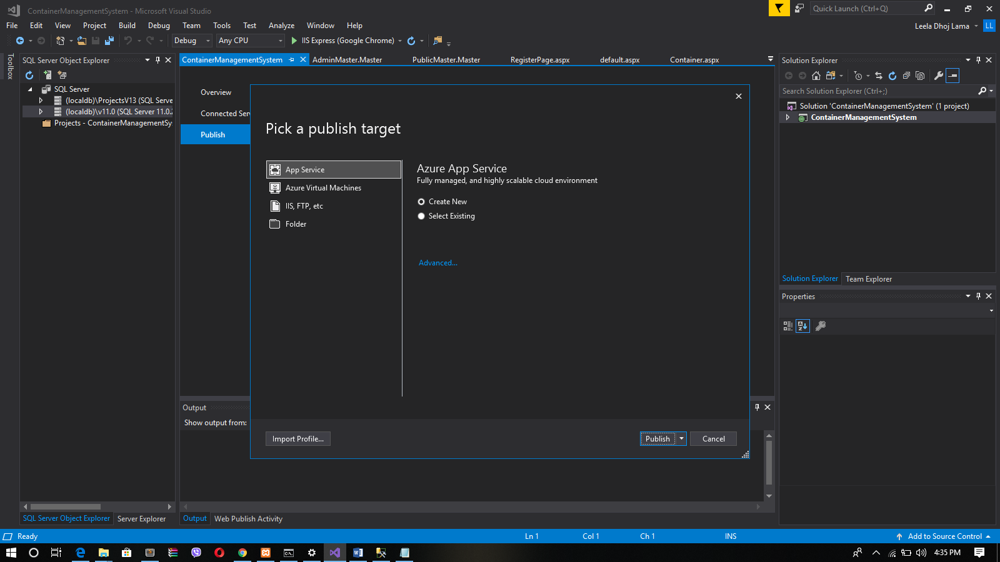 ContainerManagementSystem - Microsoft Visual Studio
Quick Launch (Ctrl+Q)
File Edit View Project Build Debug Team Tools Test Analyze Window Help
Leela Dhoj Lama LL
Debug Any CPU IIS Express (Google Chrome)
Toolbox
SQL Server Object Explorer
SQL Server
(localdb)\ProjectsV13 (SQL Serve
(localdb)\v11.0 (SQL Server 11.0.
Projects - ContainerManagementSy
SQL Server Object Explorer Server Explorer
ContainerManagementSystem AdminMaster.Master PublicMaster.Master RegisterPage.aspx default.aspx Container.aspx
Overview
Connected Ser
Publish
Pick a publish target
App Service
Azure Virtual Machines
IIS, FTP, etc
Folder
Azure App Service
Fully managed, and highly scalable cloud environment
Create New
Select Existing
Advanced...
Import Profile... Publish Cancel
Output
Show output from:
Output Web Publish Activity
Solution Explorer
Search Solution Explorer (Ctrl+;)
Solution 'ContainerManagementSystem' (1 project)
ContainerManagementSystem
Solution Explorer Team Explorer
Properties
Ready Ln 1 Col 1 Ch 1 INS Add to Source Control
4:35 PM